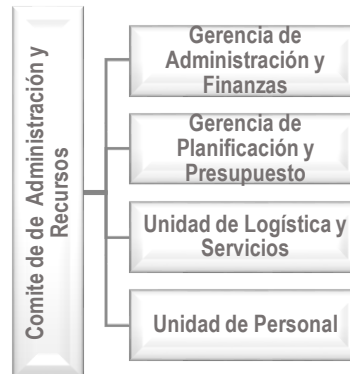 Comite de de Administración y
Recursos
Gerencia de
Administración y
Finanzas
Gerencia de
Planificación y
Presupuesto
Unidad de Logística y
Servicios
Unidad de Personal